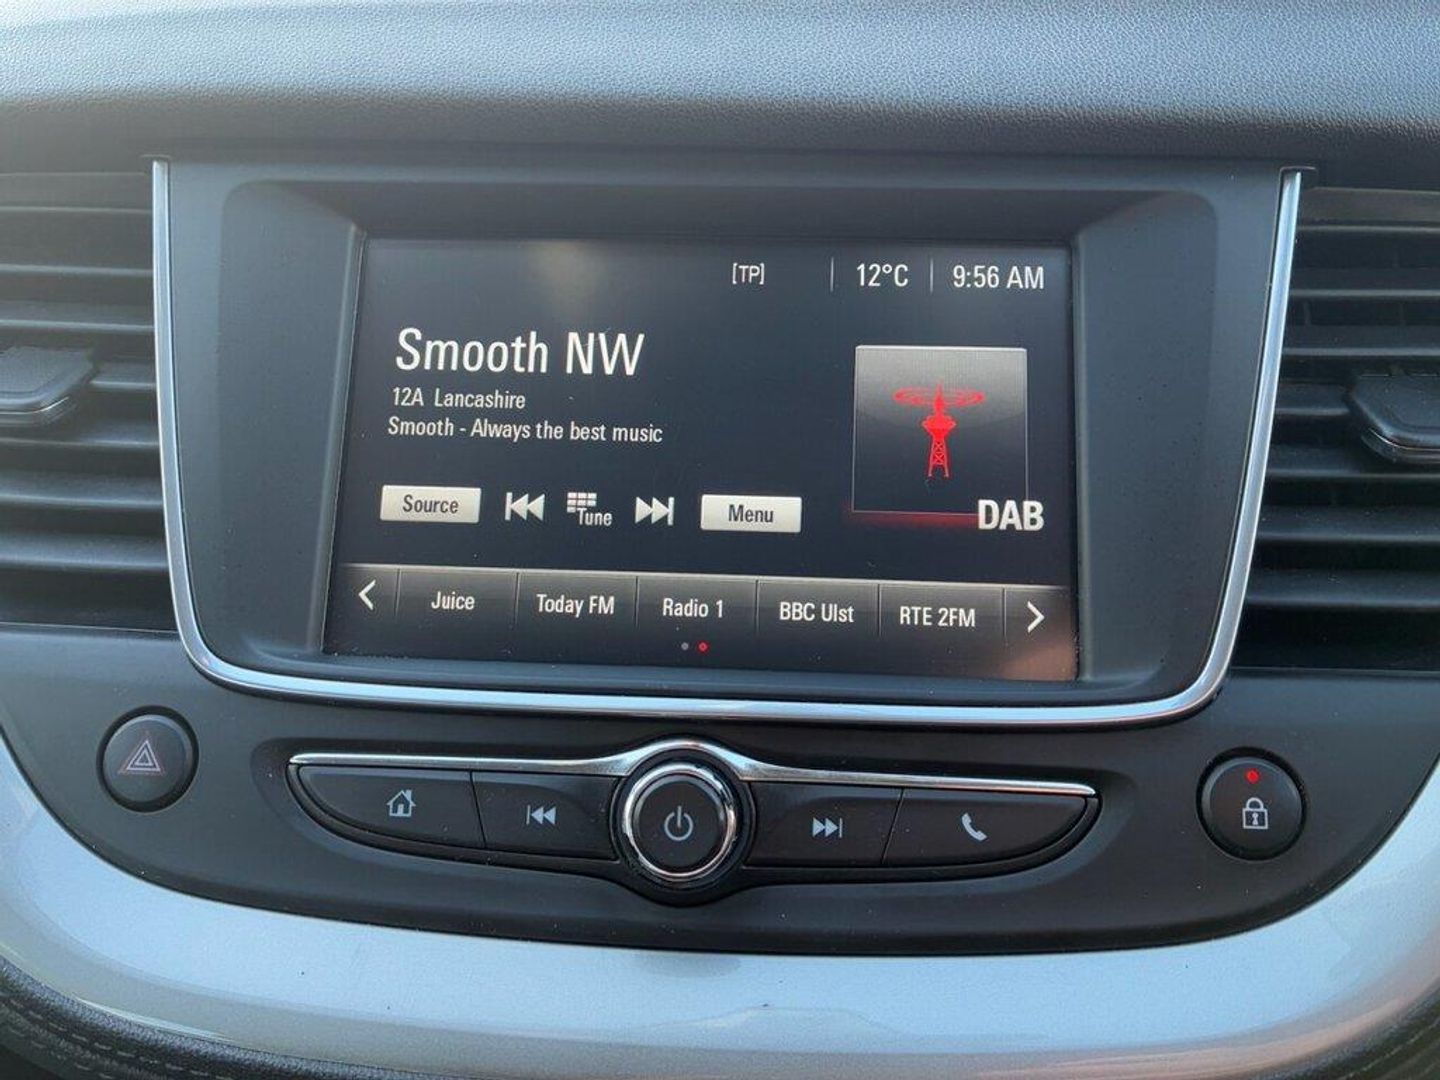 [TP] 12°C 9:56 AM
Smooth NW
12A Lancashire
Smooth - Always the best music
Source Tune Menu
DAB
Juice Today FM Radio 1 BBC Ulst RTE 2FM